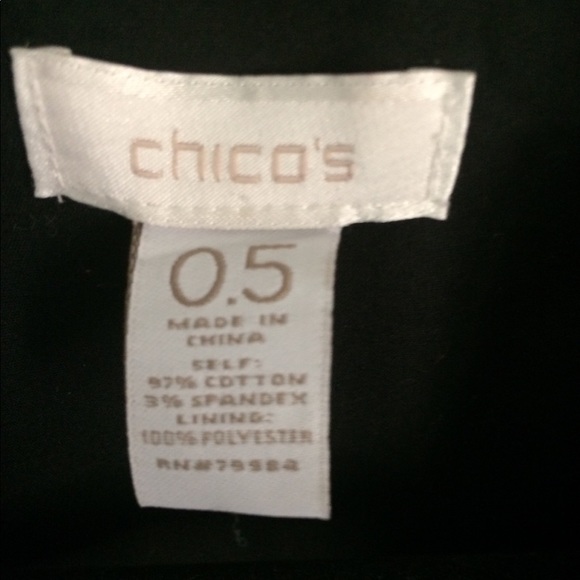 chico's
0.5
MADE IN
CHINA
SELF:
97% COTTON
3% SPANDEX
LINING:
100% POLYESTER
RN#79984